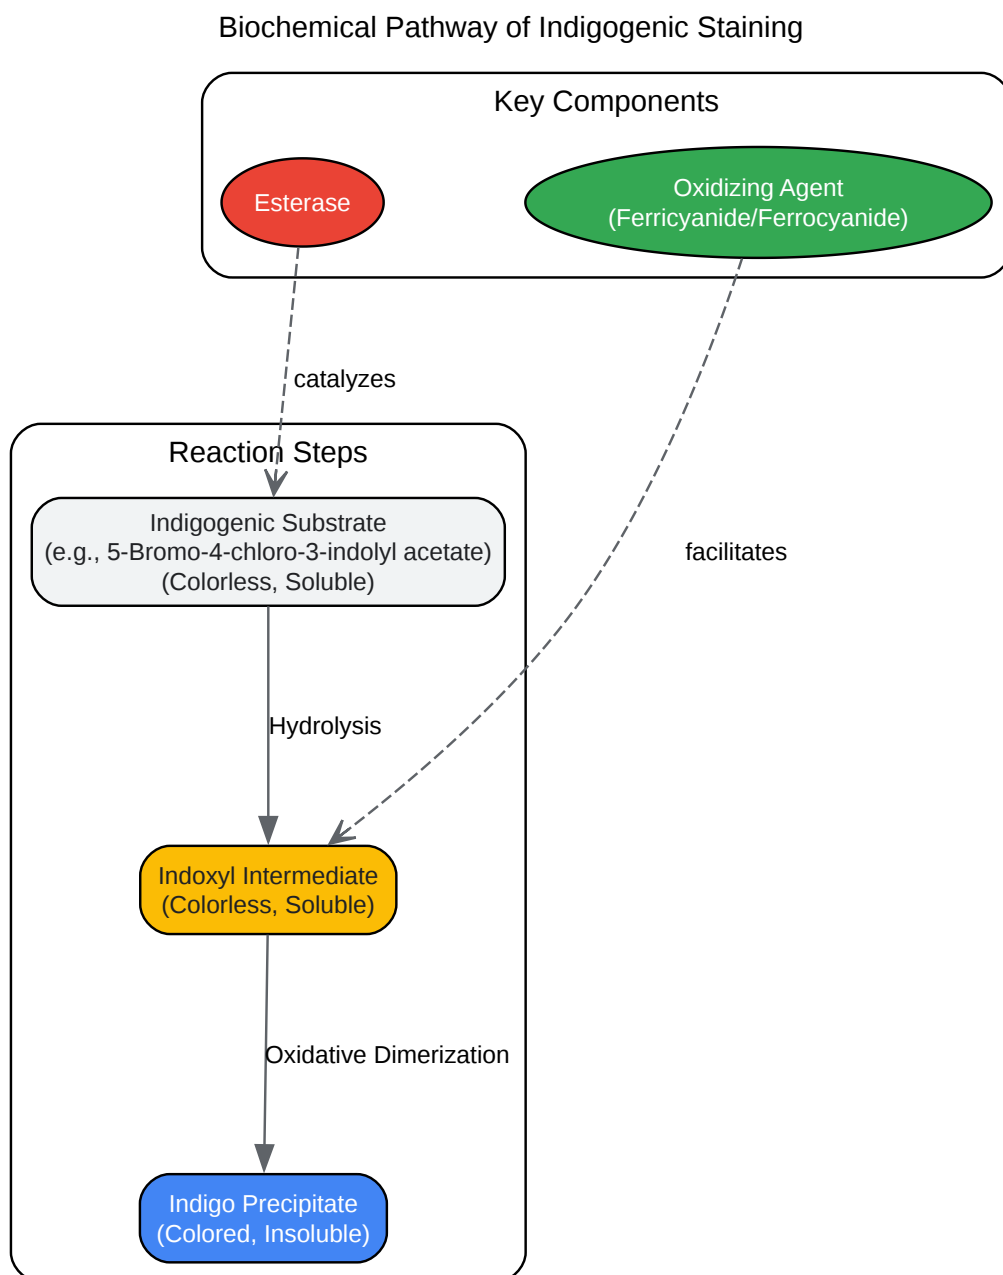 Biochemical Pathway of Indigogenic Staining
Key Components
Esterase
Oxidizing Agent
(Ferricyanide/Ferrocyanide)
catalyzes
Reaction Steps
Indigogenic Substrate
(e.g., 5-Bromo-4-chloro-3-indolyl acetate)
(Colorless, Soluble)
facilitates
Hydrolysis
Indoxyl Intermediate
(Colorless, Soluble)
Oxidative Dimerization
Indigo Precipitate
(Colored, Insoluble)